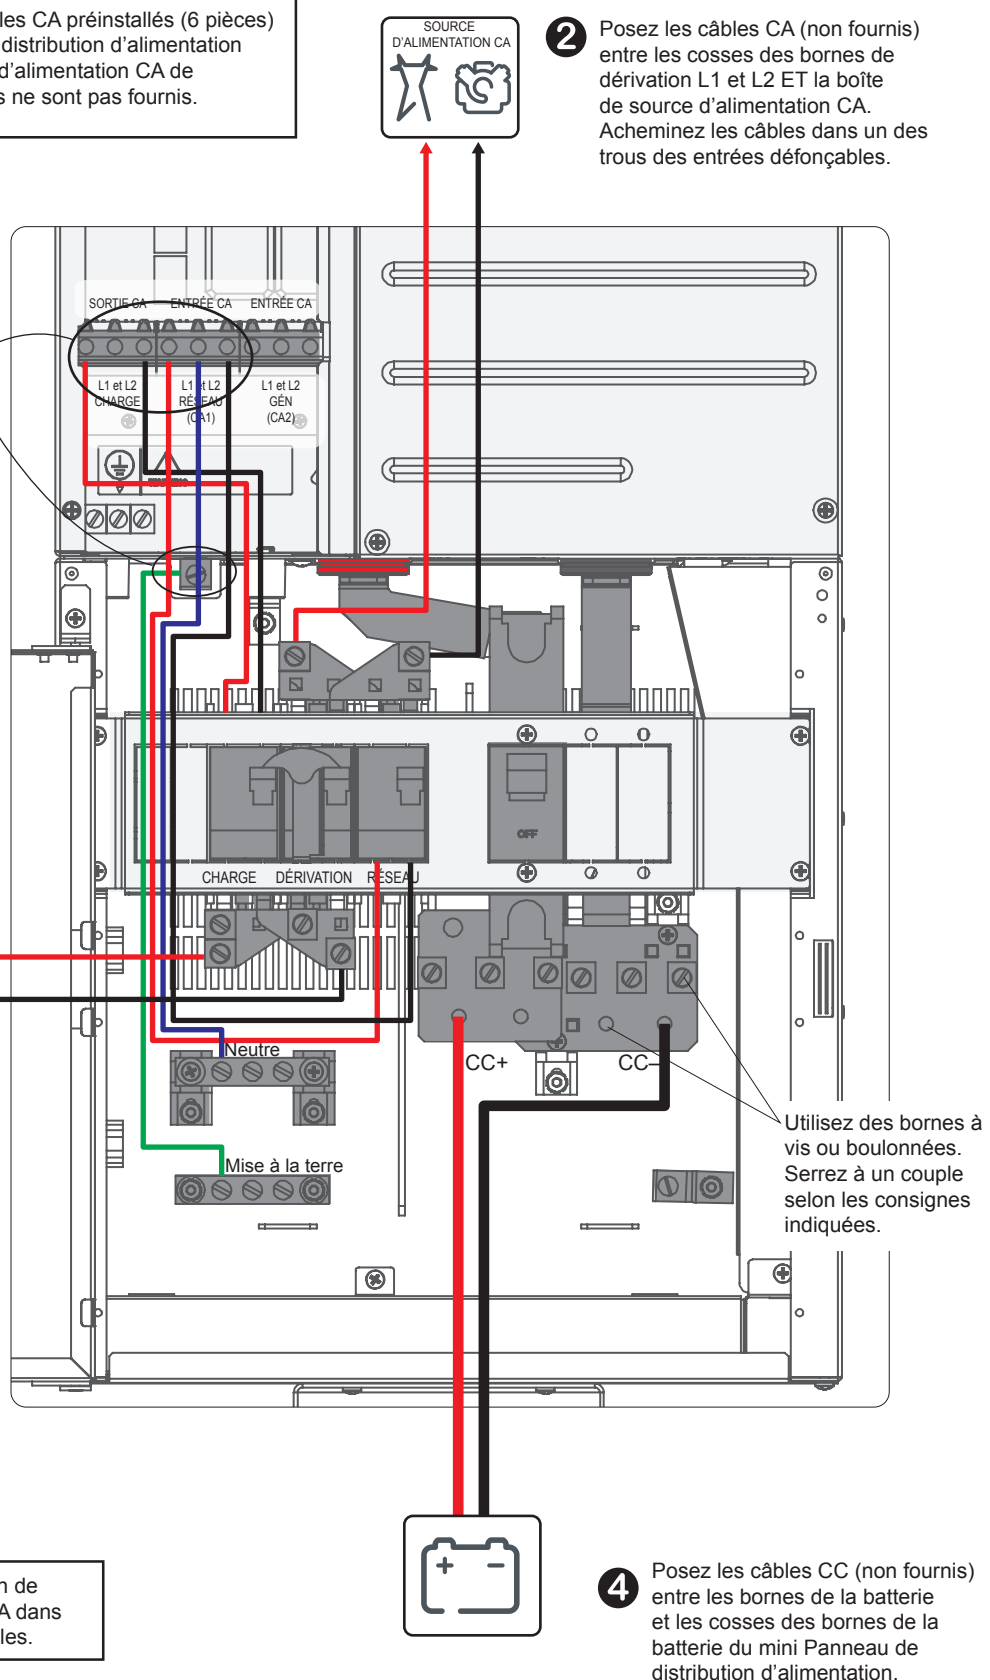 les CA préinstallés (6 pièces)
distribution d'alimentation
d'alimentation CA de
s ne sont pas fournis.
SOURCE
D'ALIMENTATION CA
2
Posez les câbles CA (non fournis)
entre les cosses des bornes de
dérivation L1 et L2 ET la boîte
de source d'alimentation CA.
Acheminez les câbles dans un des
trous des entrées défonçables.
SORTIE CA ENTRÉE CA ENTRÉE CA
L1 et L2
CHARGE
L1 et L2
RÉSEAU
(CA1)
L1 et L2
GÉN
(CA2)
OFF
CHARGE DÉRIVATION RÉSEAU
CC+
CC–
Neutre
Mise à la terre
Utilisez des bornes à
vis ou boulonnées.
Serrez à un couple
selon les consignes
indiquées.
+ –
n de
A dans
les.
4
Posez les câbles CC (non fournis)
entre les bornes de la batterie
et les cosses des bornes de la
batterie du mini Panneau de
distribution d'alimentation.